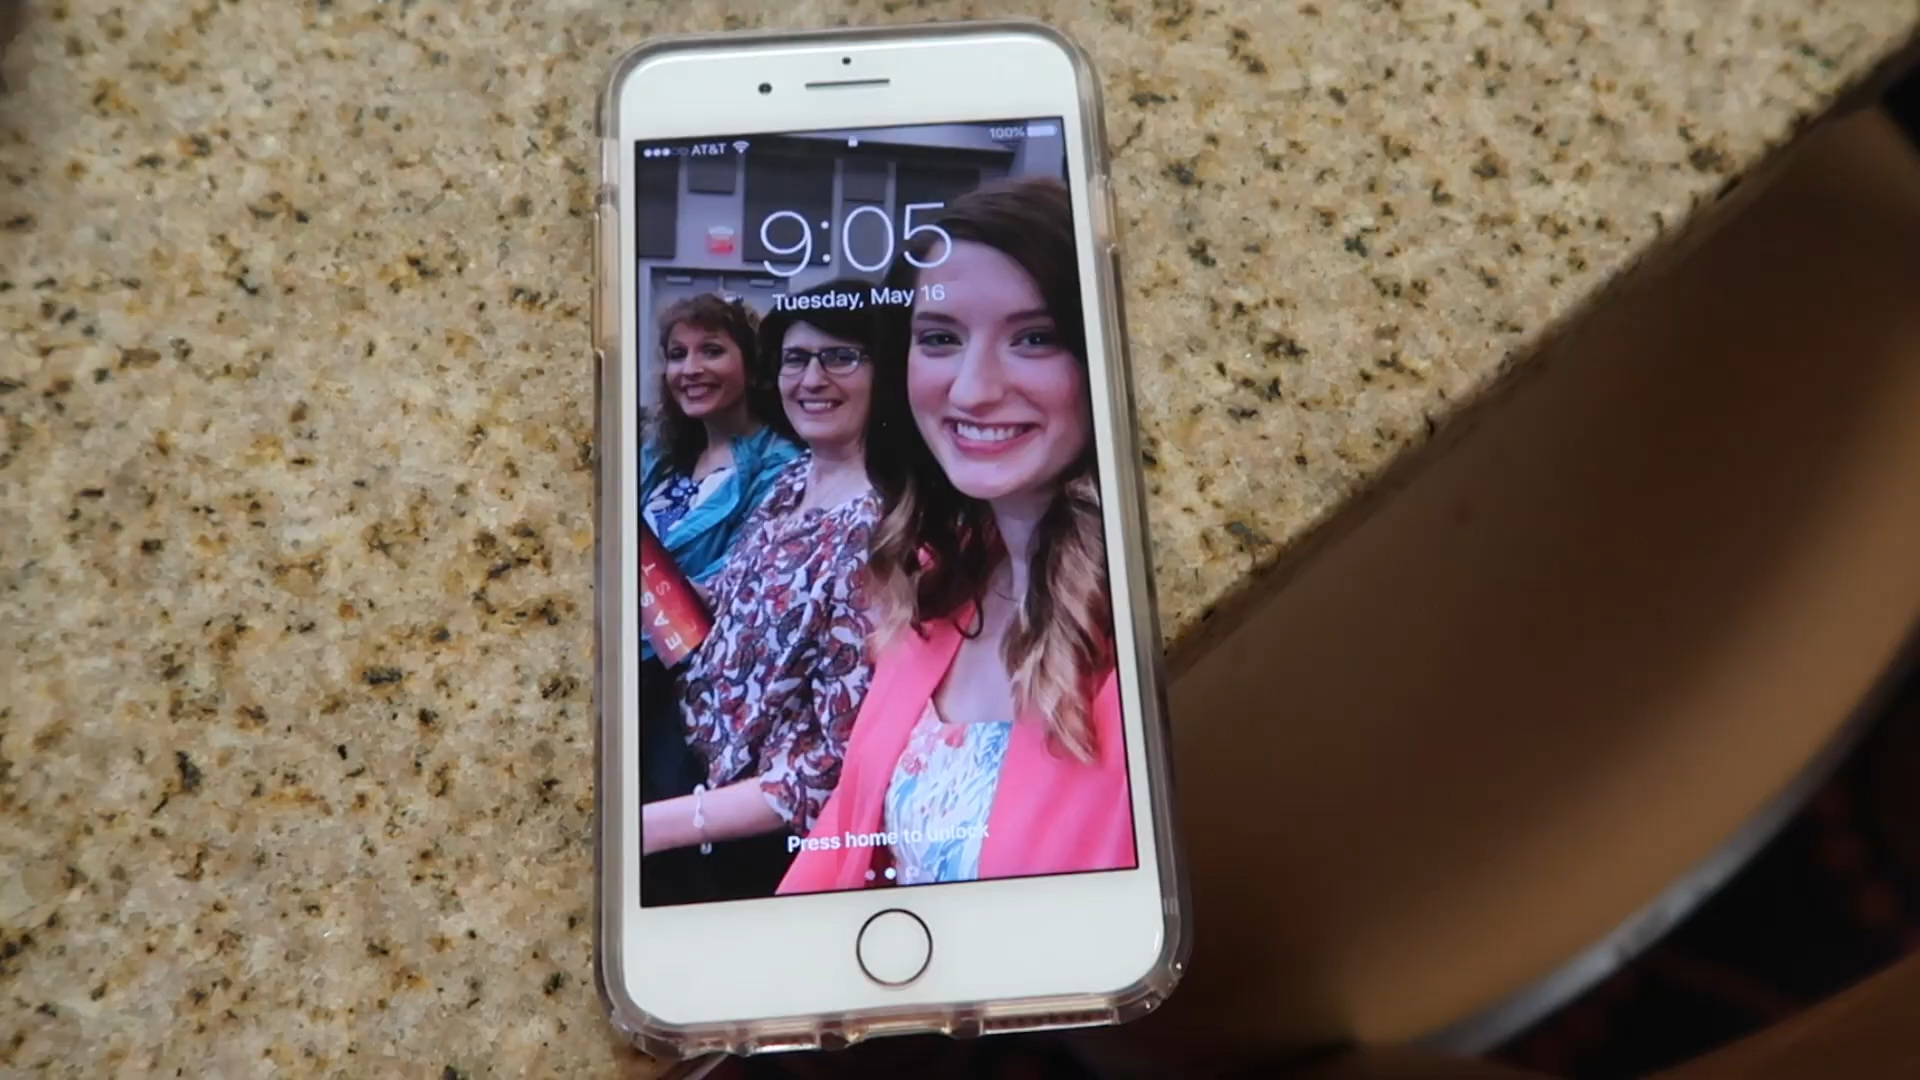 AT&T 100%
9:05
Tuesday, May 16
EAST
Press home to unlock